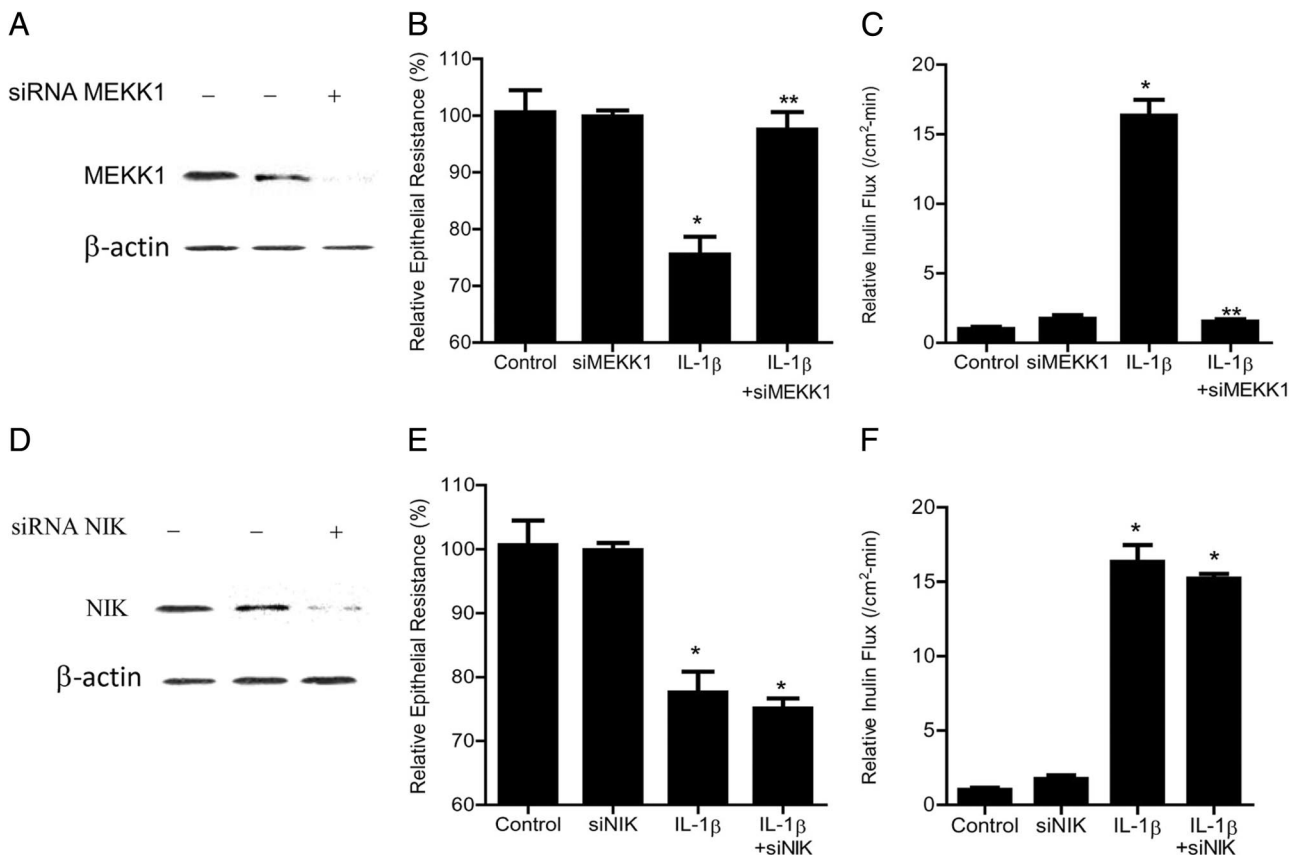 A
siRNA MEKK1 – – +
MEKK1
β-actin
B
Relative Epithelial Resistance (%)
110
100
90
80
70
60
*
**
Control siMEKK1 IL-1β IL-1β
+siMEKK1
C
Relative Inulin Flux (/cm²-min)
20
15
10
5
0
*
**
Control siMEKK1 IL-1β IL-1β
+siMEKK1
D
siRNA NIK – – +
NIK
β-actin
E
Relative Epithelial Resistance (%)
110
100
90
80
70
60
*
*
Control siNIK IL-1β IL-1β
+siNIK
F
Relative Inulin Flux (/cm²-min)
20
15
10
5
0
*
*
Control siNIK IL-1β IL-1β
+siNIK